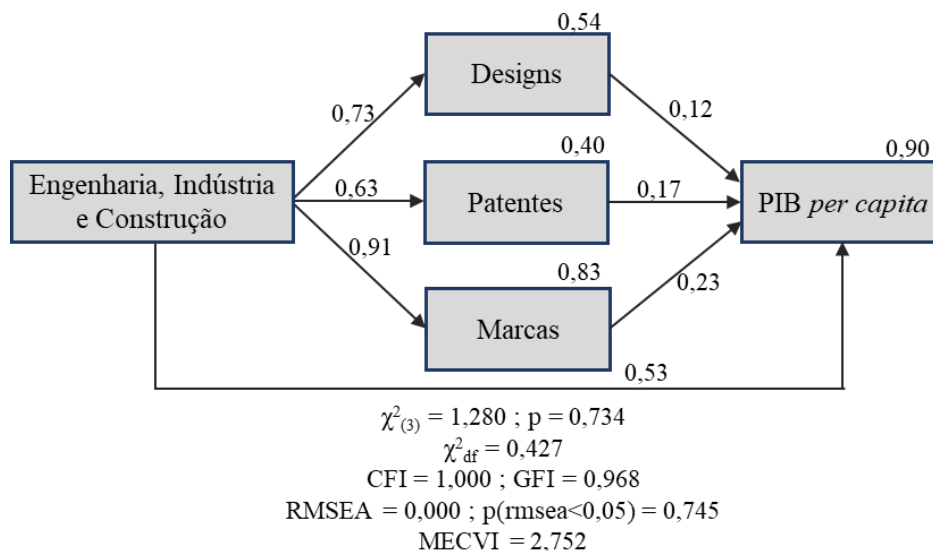 0,54
Designs
0,73
0,12
0,40
0,90
Engenharia, Indústria
e Construção
0,63
Patentes
0,17
PIB per capita
0,91
0,83
0,23
Marcas
0,53
χ²(3) = 1,280 ; p = 0,734
χ²df = 0,427
CFI = 1,000 ; GFI = 0,968
RMSEA = 0,000 ; p(rmsea<0,05) = 0,745
MECVI = 2,752